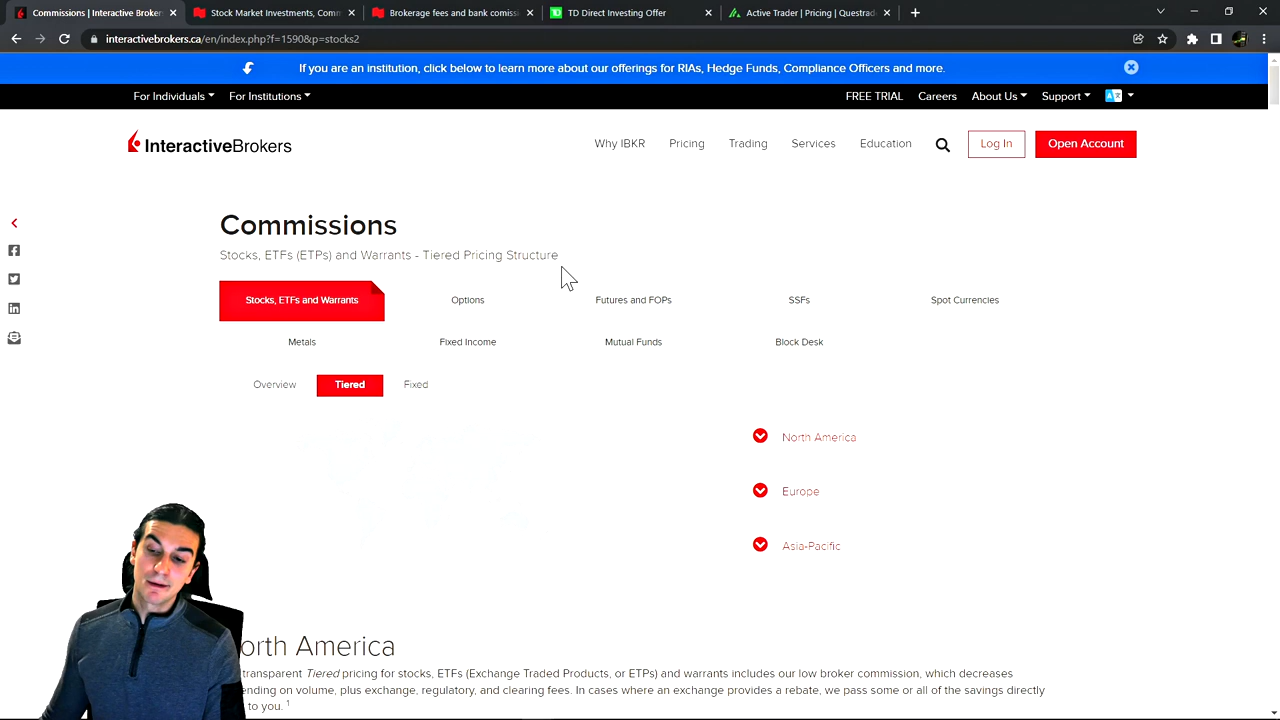 Commissions | Interactive Broker
Stock Market Investments, Comm
Brokerage fees and bank comissi
TD Direct Investing Offer
Active Trader | Pricing | Questrad
interactivebrokers.ca/en/index.php?f=1590&p=stocks2
If you are an institution, click below to learn more about our offerings for RIAs, Hedge Funds, Compliance Officers and more.
For Individuals
For Institutions
FREE TRIAL
Careers
About Us
Support
InteractiveBrokers
Why IBKR
Pricing
Trading
Services
Education
Log In
Open Account
Commissions
Stocks, ETFs (ETPs) and Warrants - Tiered Pricing Structure
Stocks, ETFs and Warrants
Options
Futures and FOPs
SSFs
Spot Currencies
Metals
Fixed Income
Mutual Funds
Block Desk
Overview
Tiered
Fixed
North America
Europe
Asia-Pacific
orth America
transparent Tiered pricing for stocks, ETFs (Exchange Traded Products, or ETPs) and warrants includes our low broker commission, which decreases
ending on volume, plus exchange, regulatory, and clearing fees. In cases where an exchange provides a rebate, we pass some or all of the savings directly
to you. 1